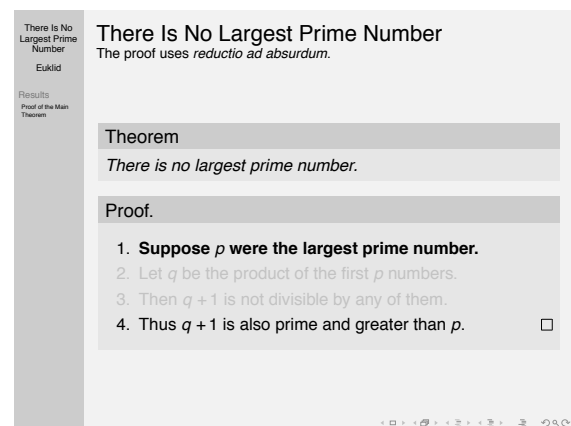 There Is No
Largest Prime
Number
Euklid
Results
Proof of the Main
Theorem
There Is No Largest Prime Number
The proof uses reductio ad absurdum.
Theorem
There is no largest prime number.
Proof.
1. Suppose p were the largest prime number.
2. Let q be the product of the first p numbers.
3. Then q + 1 is not divisible by any of them.
4. Thus q + 1 is also prime and greater than p. □